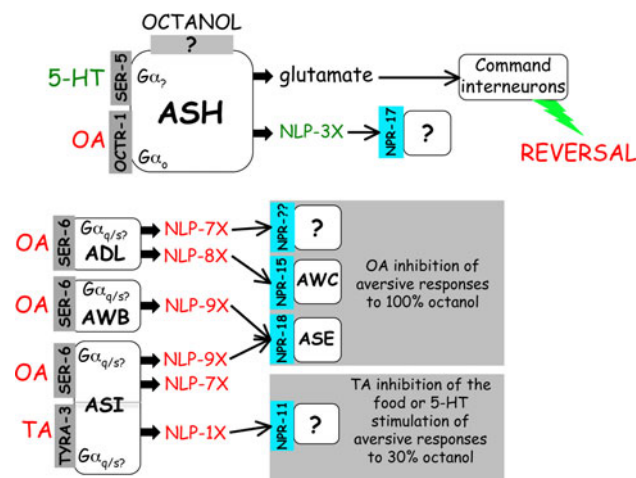 OCTANOL
?
5-HT
SER-5
Gα?
glutamate
Command
interneurons
ASH
OA
OCTR-1
Gαo
NLP-3X
NPR-17
?
REVERSAL
OA
SER-6
Gαq/s?
ADL
NLP-7X
NLP-8X
NPR-??
?
NPR-15
AWC
OA inhibition of
aversive responses
to 100% octanol
OA
SER-6
Gαq/s?
AWB
NLP-9X
NPR-18
ASE
OA
SER-6
Gαq/s?
NLP-9X
NLP-7X
ASI
TA
TYRA-3
Gαq/s?
NLP-1X
NPR-11
?
TA inhibition of the
food or 5-HT
stimulation of
aversive responses
to 30% octanol